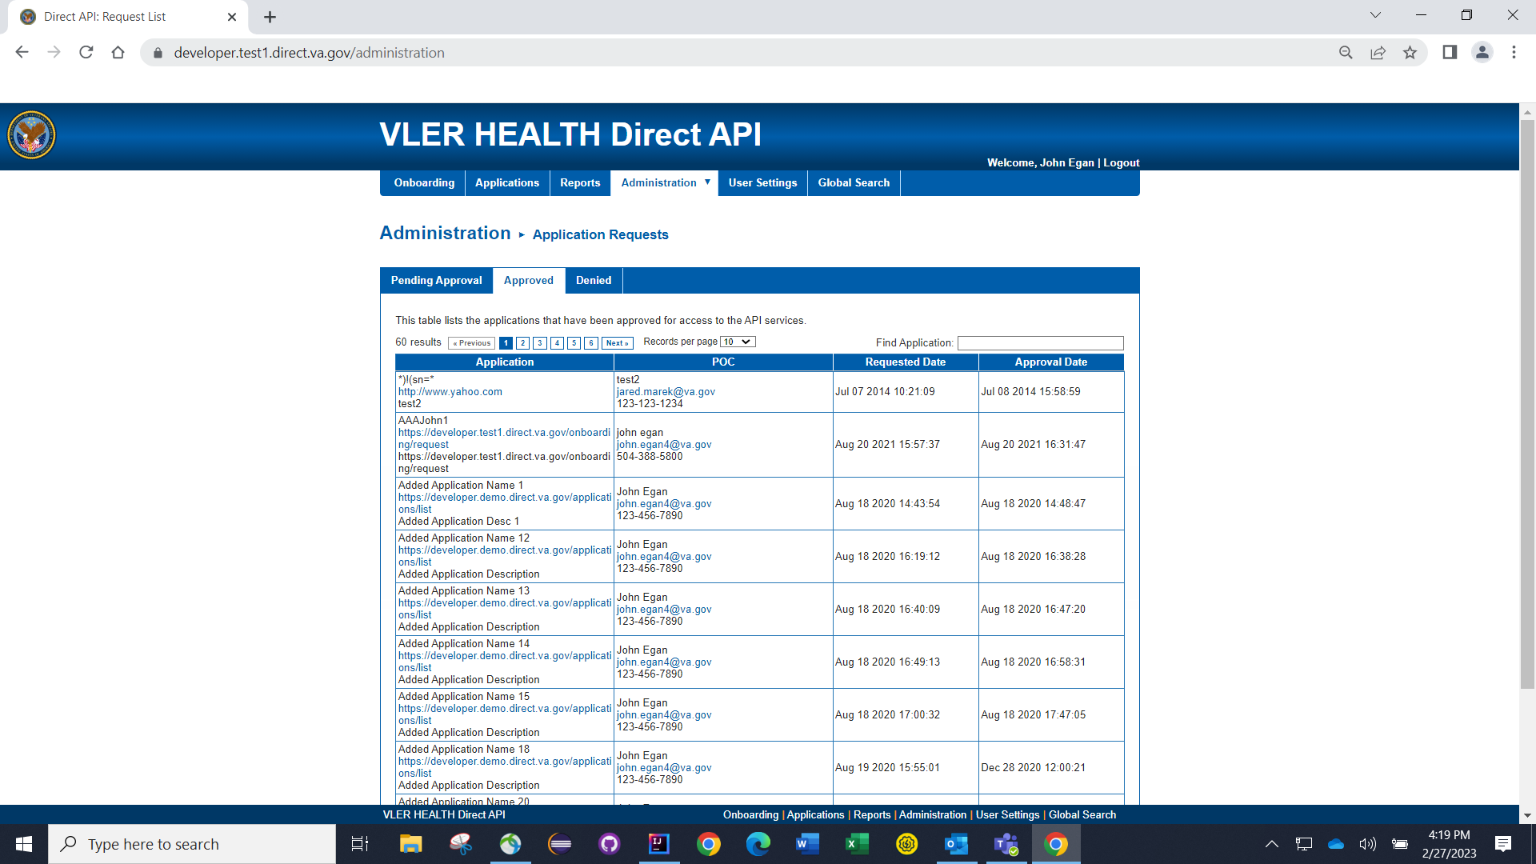 Direct API: Request List
developer.test1.direct.va.gov/administration
VLER HEALTH Direct API
Welcome, John Egan | Logout
Onboarding Applications Reports Administration ▼ User Settings Global Search
Administration ▸ Application Requests
Pending Approval Approved Denied
This table lists the applications that have been approved for access to the API services.
60 results « Previous 1 2 3 4 5 6 Next » Records per page 10 Find Application:
Application POC Requested Date Approval Date
*)!(sn=*
http://www.yahoo.com
test2
test2
jared.marek@va.gov
123-123-1234
Jul 07 2014 10:21:09
Jul 08 2014 15:58:59
AAAJohn1
https://developer.test1.direct.va.gov/onboardi
ng/request
https://developer.test1.direct.va.gov/onboardi
ng/request
john egan
john.egan4@va.gov
504-388-5800
Aug 20 2021 15:57:37
Aug 20 2021 16:31:47
Added Application Name 1
https://developer.demo.direct.va.gov/applicati
ons/list
Added Application Desc 1
John Egan
john.egan4@va.gov
123-456-7890
Aug 18 2020 14:43:54
Aug 18 2020 14:48:47
Added Application Name 12
https://developer.demo.direct.va.gov/applicati
ons/list
Added Application Description
John Egan
john.egan4@va.gov
123-456-7890
Aug 18 2020 16:19:12
Aug 18 2020 16:38:28
Added Application Name 13
https://developer.demo.direct.va.gov/applicati
ons/list
Added Application Description
John Egan
john.egan4@va.gov
123-456-7890
Aug 18 2020 16:40:09
Aug 18 2020 16:47:20
Added Application Name 14
https://developer.demo.direct.va.gov/applicati
ons/list
Added Application Description
John Egan
john.egan4@va.gov
123-456-7890
Aug 18 2020 16:49:13
Aug 18 2020 16:58:31
Added Application Name 15
https://developer.demo.direct.va.gov/applicati
ons/list
Added Application Description
John Egan
john.egan4@va.gov
123-456-7890
Aug 18 2020 17:00:32
Aug 18 2020 17:47:05
Added Application Name 18
https://developer.demo.direct.va.gov/applicati
ons/list
Added Application Description
John Egan
john.egan4@va.gov
123-456-7890
Aug 19 2020 15:55:01
Dec 28 2020 12:00:21
Added Application Name 20
VLER HEALTH Direct API
Onboarding | Applications | Reports | Administration | User Settings | Global Search
Type here to search
4:19 PM
2/27/2023